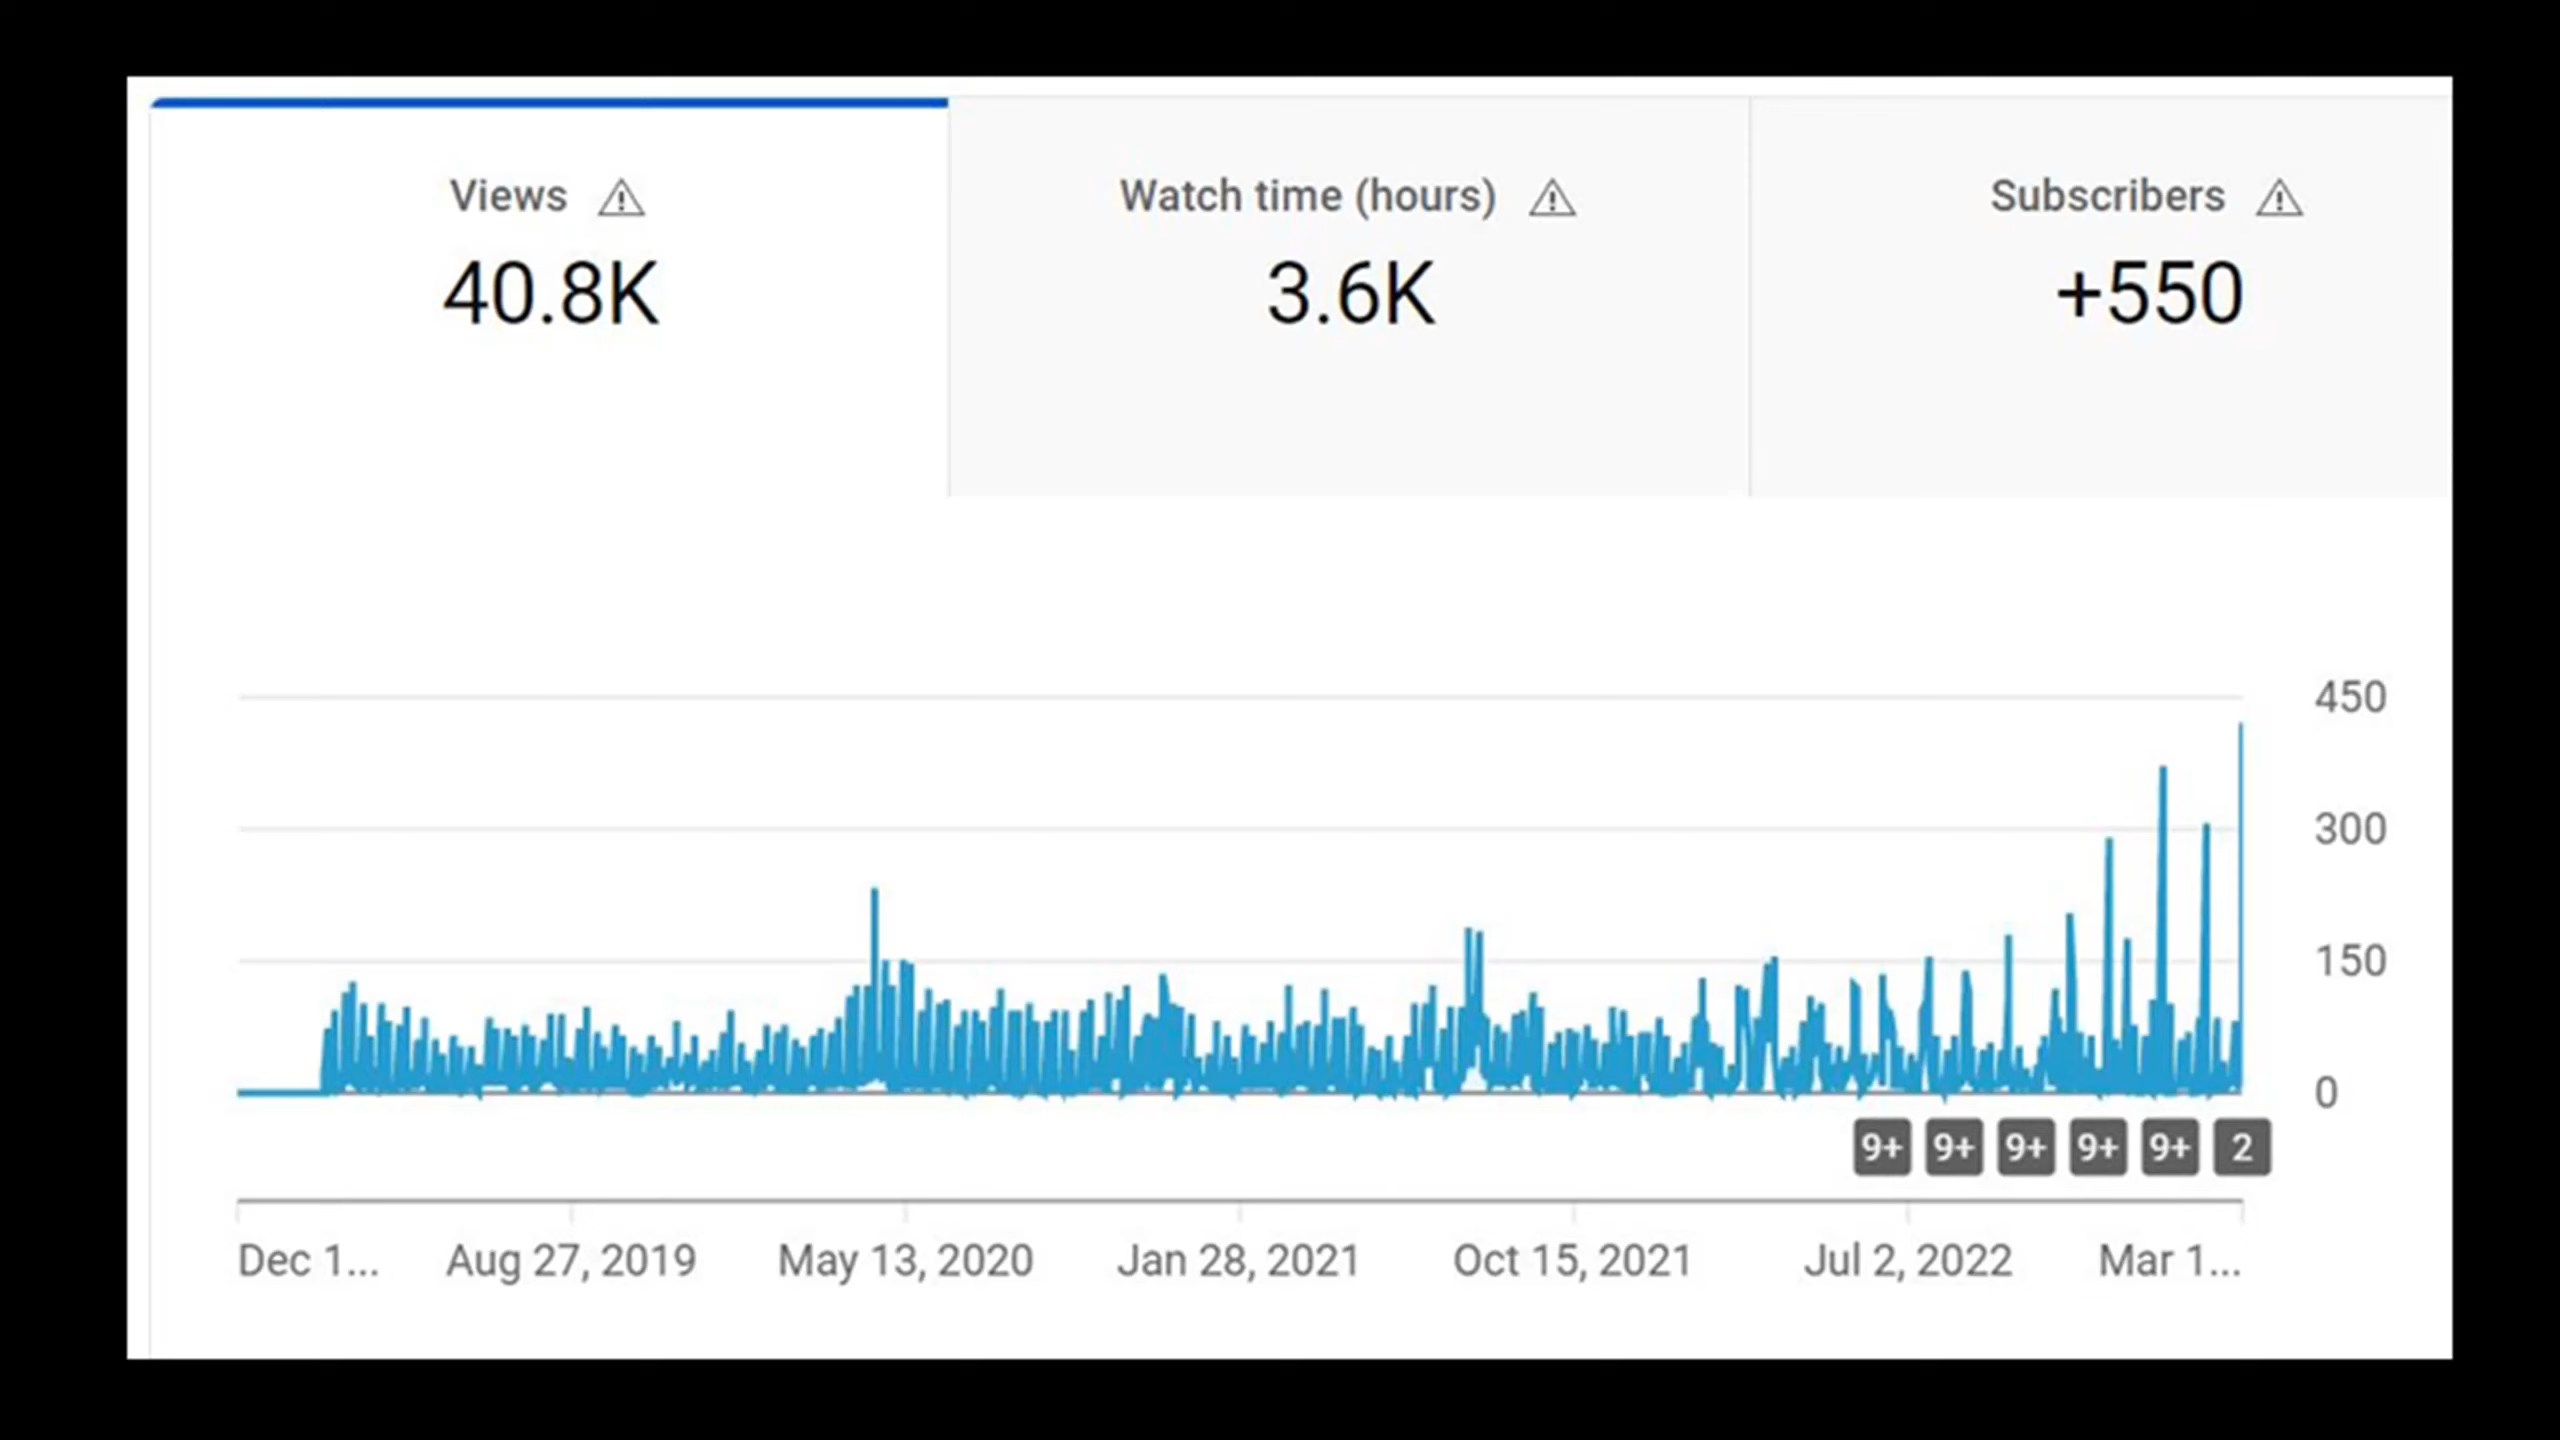 Views
Watch time (hours)
Subscribers
40.8K
3.6K
+550
450
300
150
0
9+ 9+ 9+ 9+ 9+ 2
Dec 1... Aug 27, 2019 May 13, 2020 Jan 28, 2021 Oct 15, 2021 Jul 2, 2022 Mar 1...